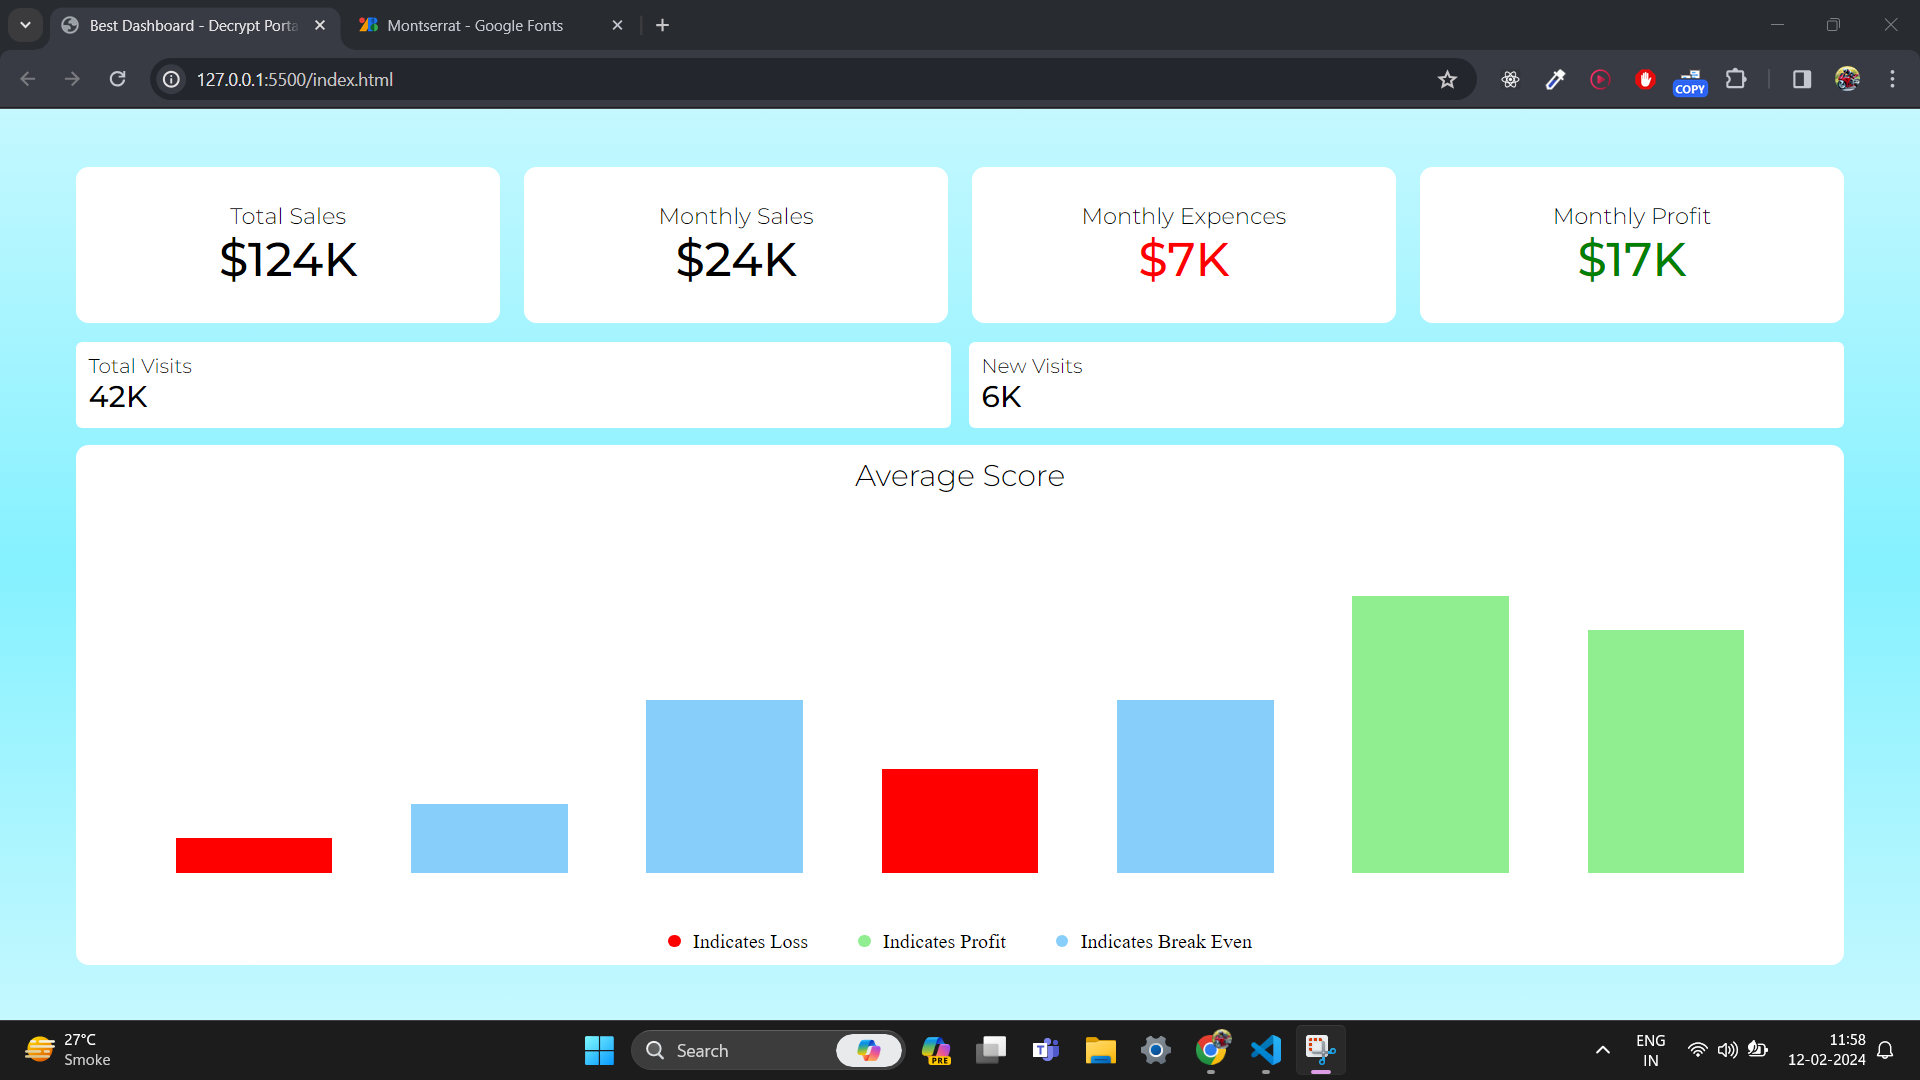 Best Dashboard - Decrypt Porta
Montserrat - Google Fonts
127.0.0.1:5500/index.html
COPY
Total Sales
$124K
Monthly Sales
$24K
Monthly Expences
$7K
Monthly Profit
$17K
Total Visits
42K
New Visits
6K
Average Score
Indicates Loss
Indicates Profit
Indicates Break Even
27°C
Smoke
Search
PRE
ENG
IN
11:58
12-02-2024